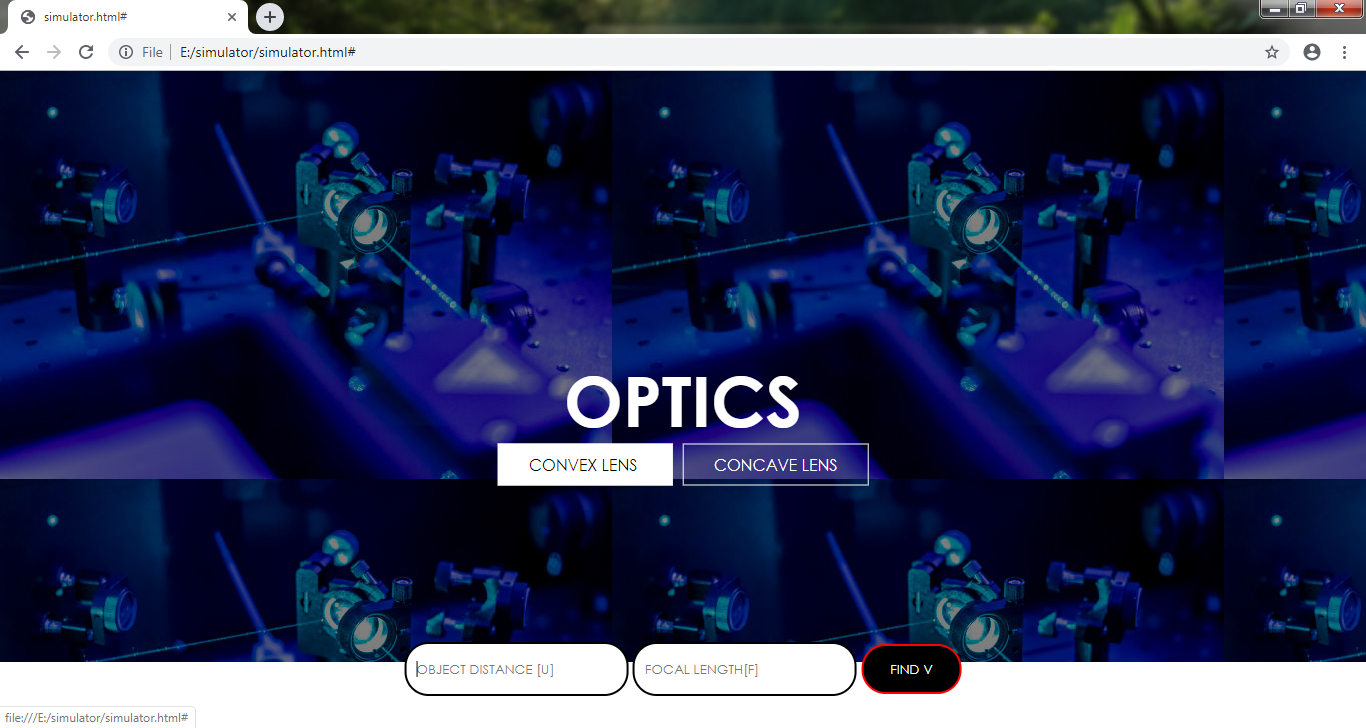 simulator.html#
File
E:/simulator/simulator.html#
OPTICS
CONVEX LENS
CONCAVE LENS
OBJECT DISTANCE [U]
FOCAL LENGTH[F]
FIND V
file:///E:/simulator/simulator.html#